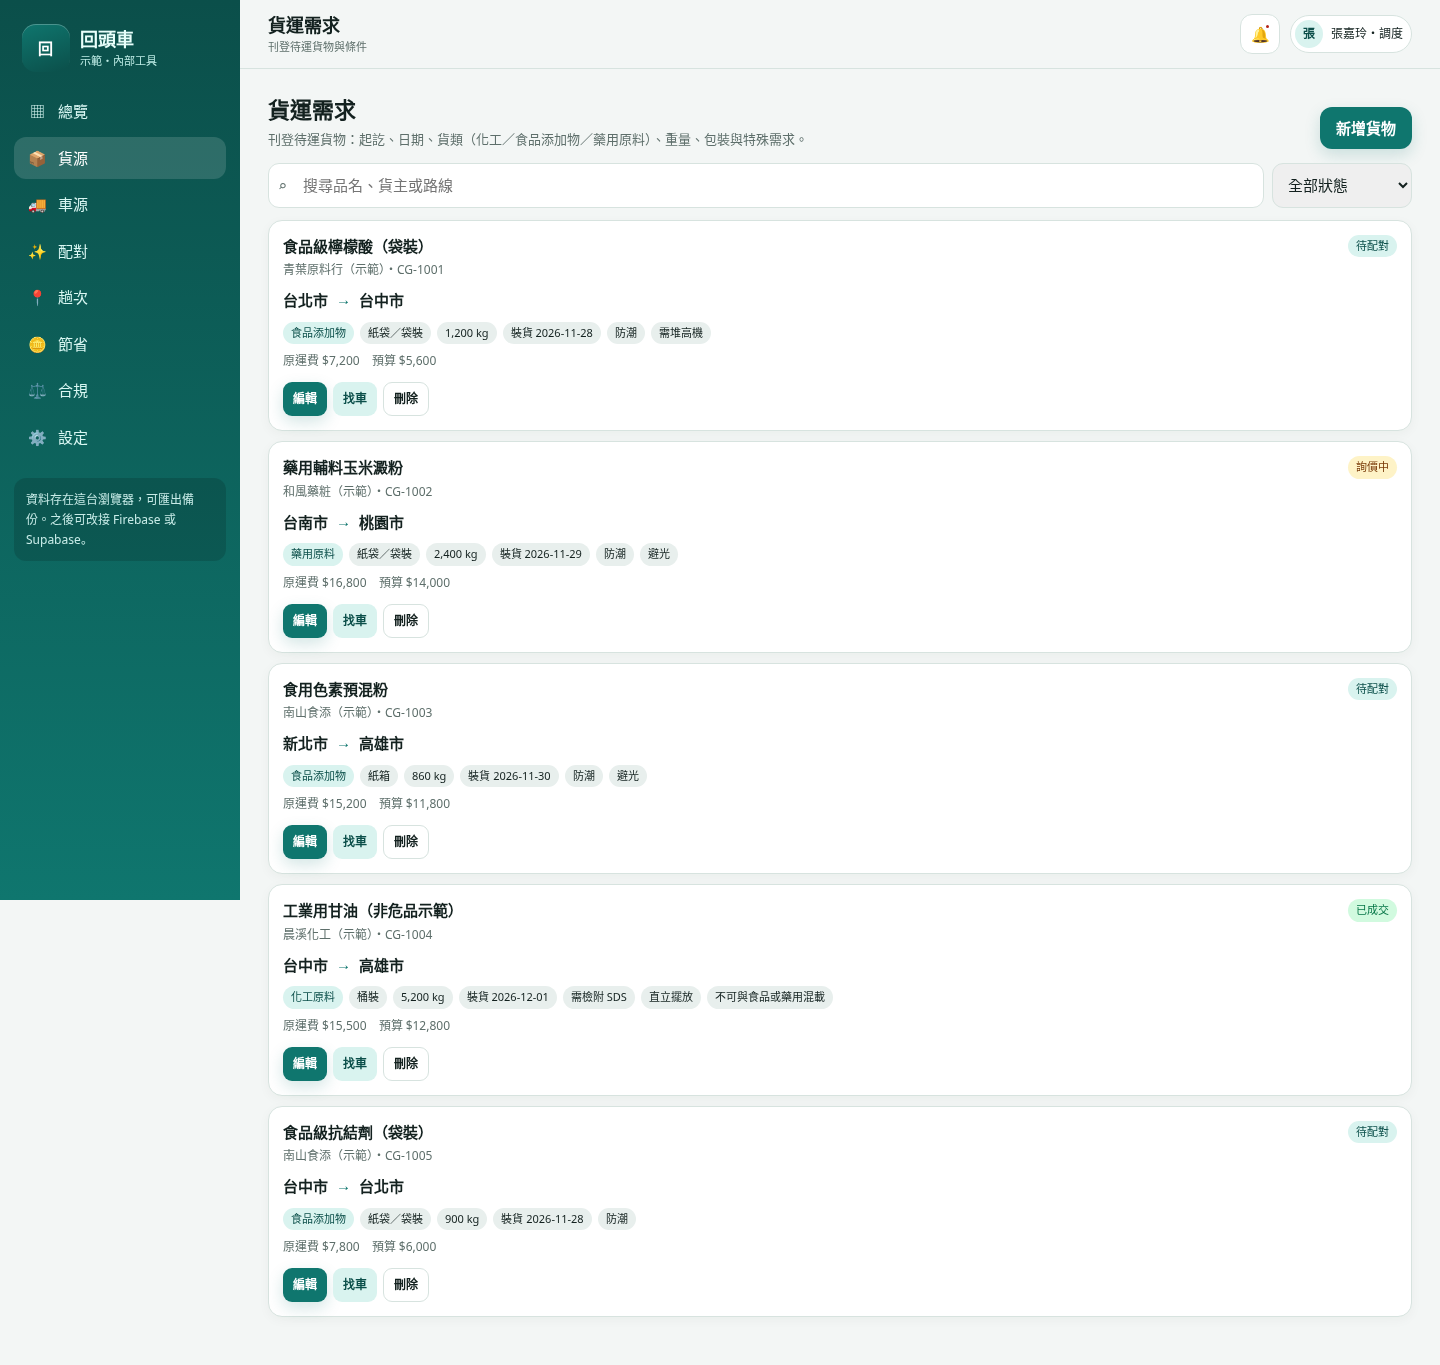 回
回頭車
示範・內部工具
總覽
貨源
車源
配對
趟次
節省
合規
設定
資料存在這台瀏覽器，可匯出備
份。之後可改接 Firebase 或
Supabase。
貨運需求
刊登待運貨物與條件
張
張嘉玲・調度
貨運需求
刊登待運貨物：起訖、日期、貨類（化工／食品添加物／藥用原料）、重量、包裝與特殊需求。
新增貨物
搜尋品名、貨主或路線
全部狀態
食品級檸檬酸（袋裝）
待配對
青葉原料行（示範）・CG-1001
台北市 → 台中市
食品添加物 紙袋／袋裝 1,200 kg 裝貨 2026-11-28 防潮 需堆高機
原運費 $7,200 預算 $5,600
編輯 找車 刪除
藥用輔料玉米澱粉
詢價中
和風藥粧（示範）・CG-1002
台南市 → 桃園市
藥用原料 紙袋／袋裝 2,400 kg 裝貨 2026-11-29 防潮 避光
原運費 $16,800 預算 $14,000
編輯 找車 刪除
食用色素預混粉
待配對
南山食添（示範）・CG-1003
新北市 → 高雄市
食品添加物 紙箱 860 kg 裝貨 2026-11-30 防潮 避光
原運費 $15,200 預算 $11,800
編輯 找車 刪除
工業用甘油（非危品示範）
已成交
晨溪化工（示範）・CG-1004
台中市 → 高雄市
化工原料 桶裝 5,200 kg 裝貨 2026-12-01 需檢附 SDS 直立擺放 不可與食品或藥用混載
原運費 $15,500 預算 $12,800
編輯 找車 刪除
食品級抗結劑（袋裝）
待配對
南山食添（示範）・CG-1005
台中市 → 台北市
食品添加物 紙袋／袋裝 900 kg 裝貨 2026-11-28 防潮
原運費 $7,800 預算 $6,000
編輯 找車 刪除